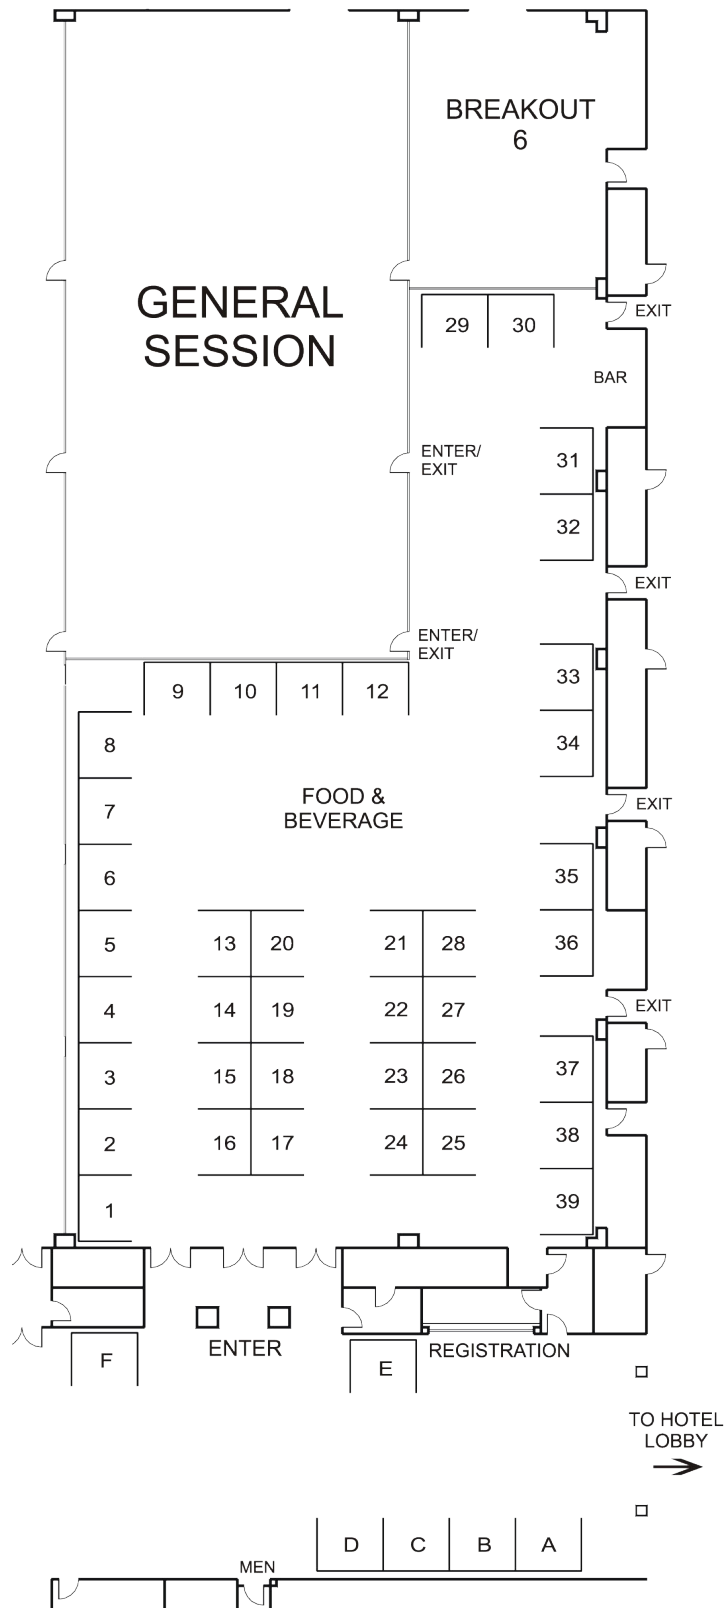 BREAKOUT
6
GENERAL
SESSION
EXIT
29
30
BAR
ENTER/
EXIT
31
32
EXIT
ENTER/
EXIT
33
9
10
11
12
34
8
FOOD &
BEVERAGE
EXIT
7
6
35
5
13
20
21
28
36
4
14
19
22
27
EXIT
3
15
18
23
26
37
2
16
17
24
25
38
1
39
ENTER
REGISTRATION
F
E
TO HOTEL
LOBBY
D
C
B
A
MEN